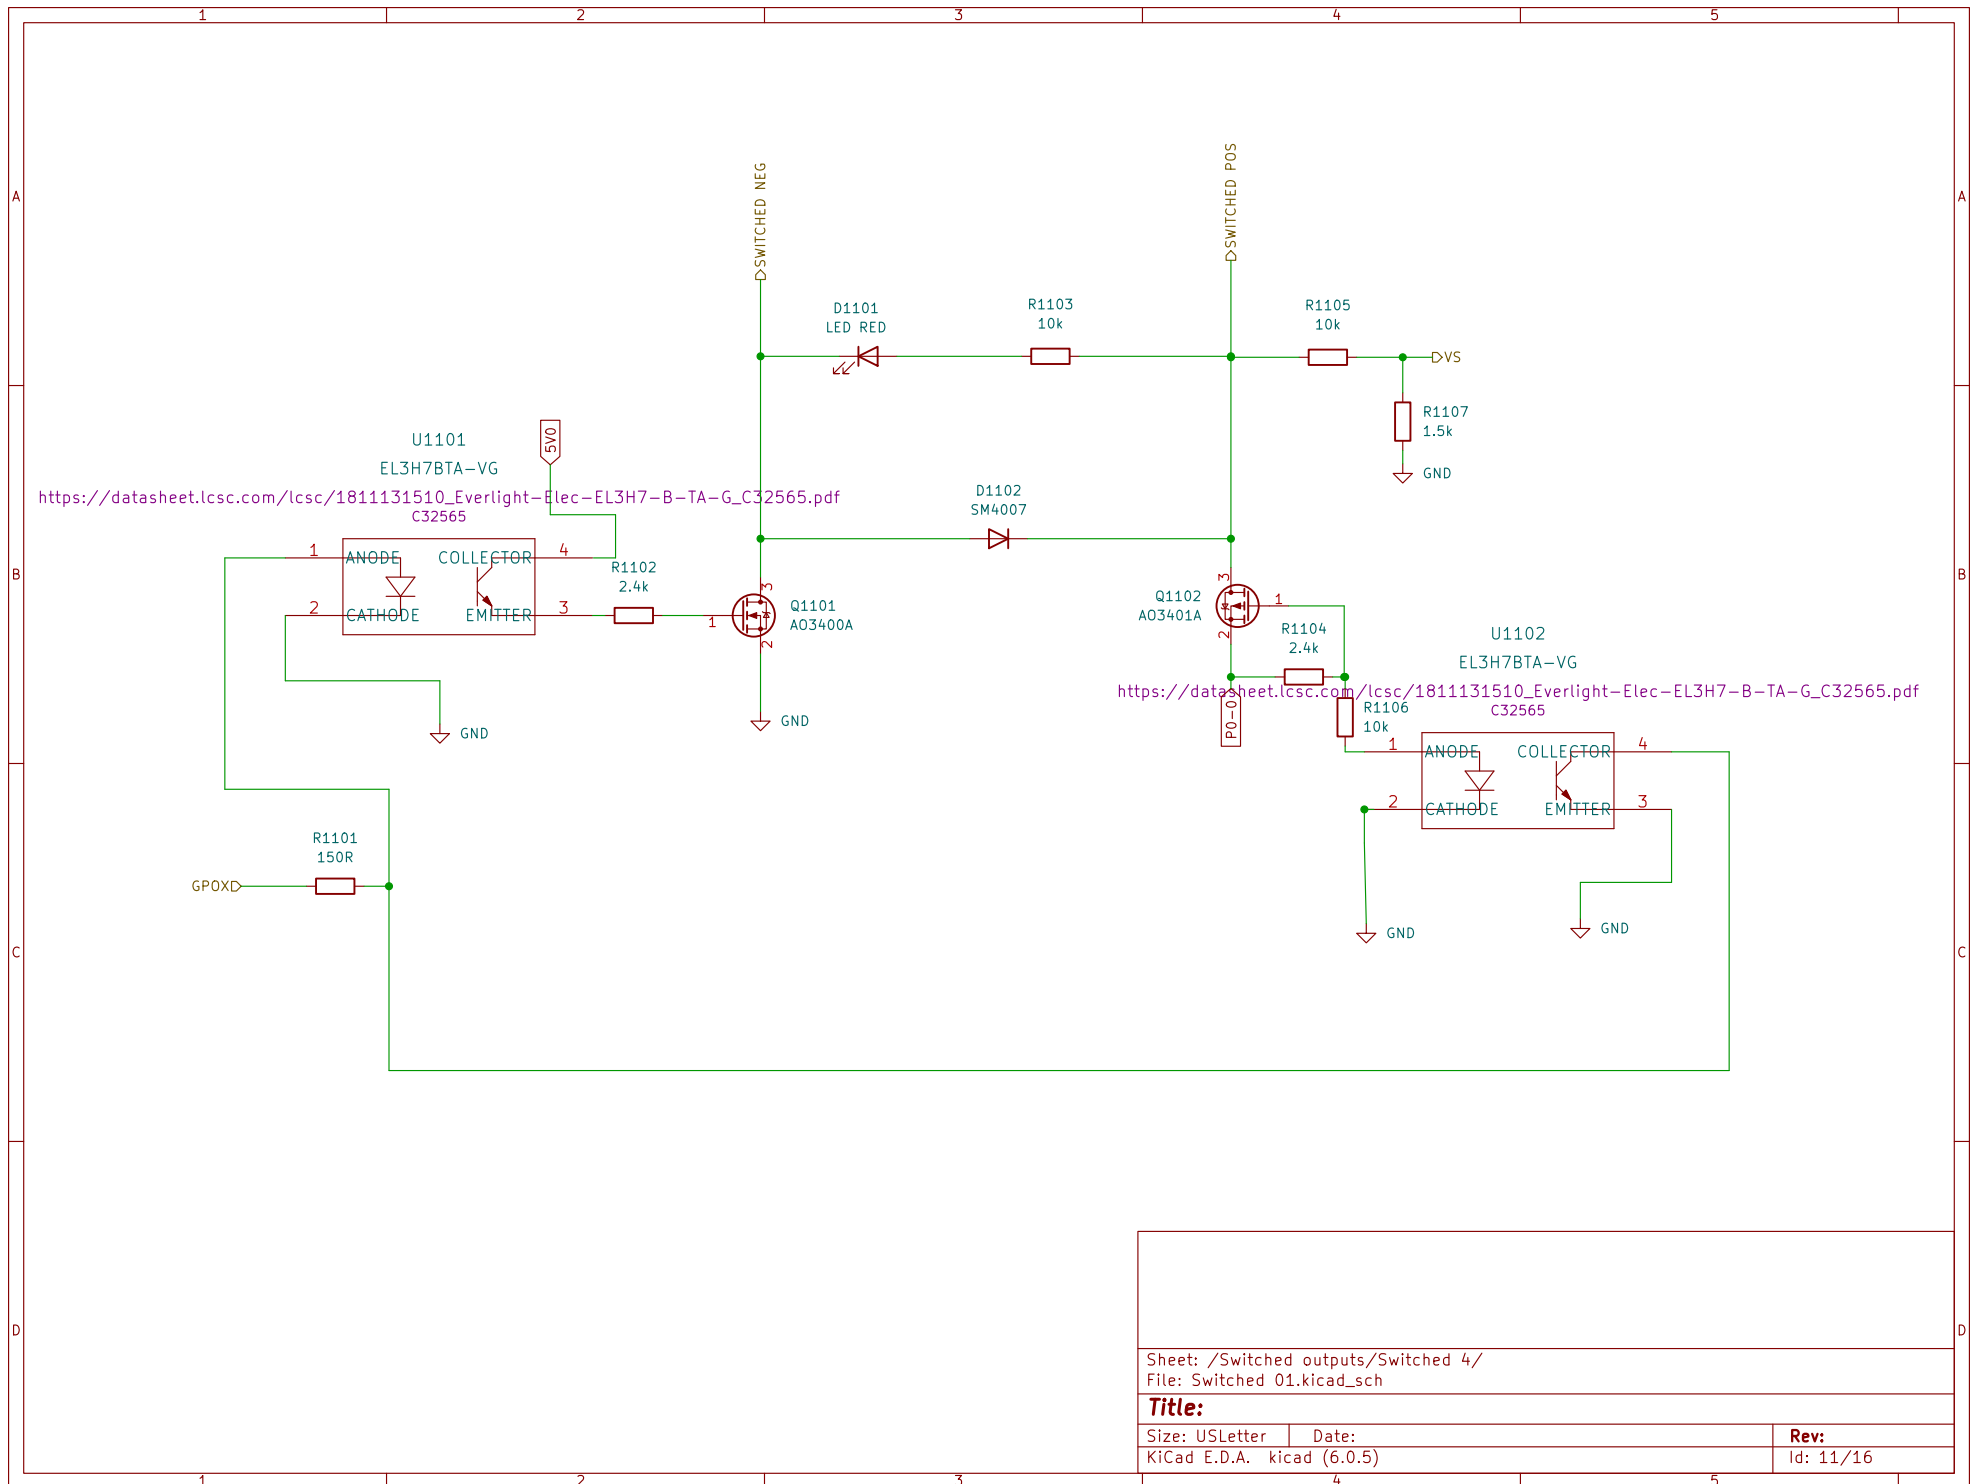 1 2 3 4 5
A A
SWITCHED NEG
SWITCHED POS
D1101
LED RED
R1103
10k
R1105
10k
VS
R1107
1.5k
GND
5V0
U1101
EL3H7BTA-VG
https://datasheet.lcsc.com/lcsc/1811131510_Everlight-Elec-EL3H7-B-TA-G_C32565.pdf
C32565
1 ANODE COLLECTOR 4
2 CATHODE EMITTER 3
GND
R1102
2.4k
D1102
SM4007
B B
3
1
2
Q1101
AO3400A
GND
3
1
2
Q1102
AO3401A
R1104
2.4k
P0-0
R1106
10k
U1102
EL3H7BTA-VG
https://datasheet.lcsc.com/lcsc/1811131510_Everlight-Elec-EL3H7-B-TA-G_C32565.pdf
C32565
1 ANODE COLLECTOR 4
2 CATHODE EMITTER 3
GND
GND
R1101
150R
GPOX
C C
D D
Sheet: /Switched outputs/Switched 4/
File: Switched 01.kicad_sch
Title:
Size: USLetter Date: Rev:
KiCad E.D.A. kicad (6.0.5) Id: 11/16
1 2 3 4 5